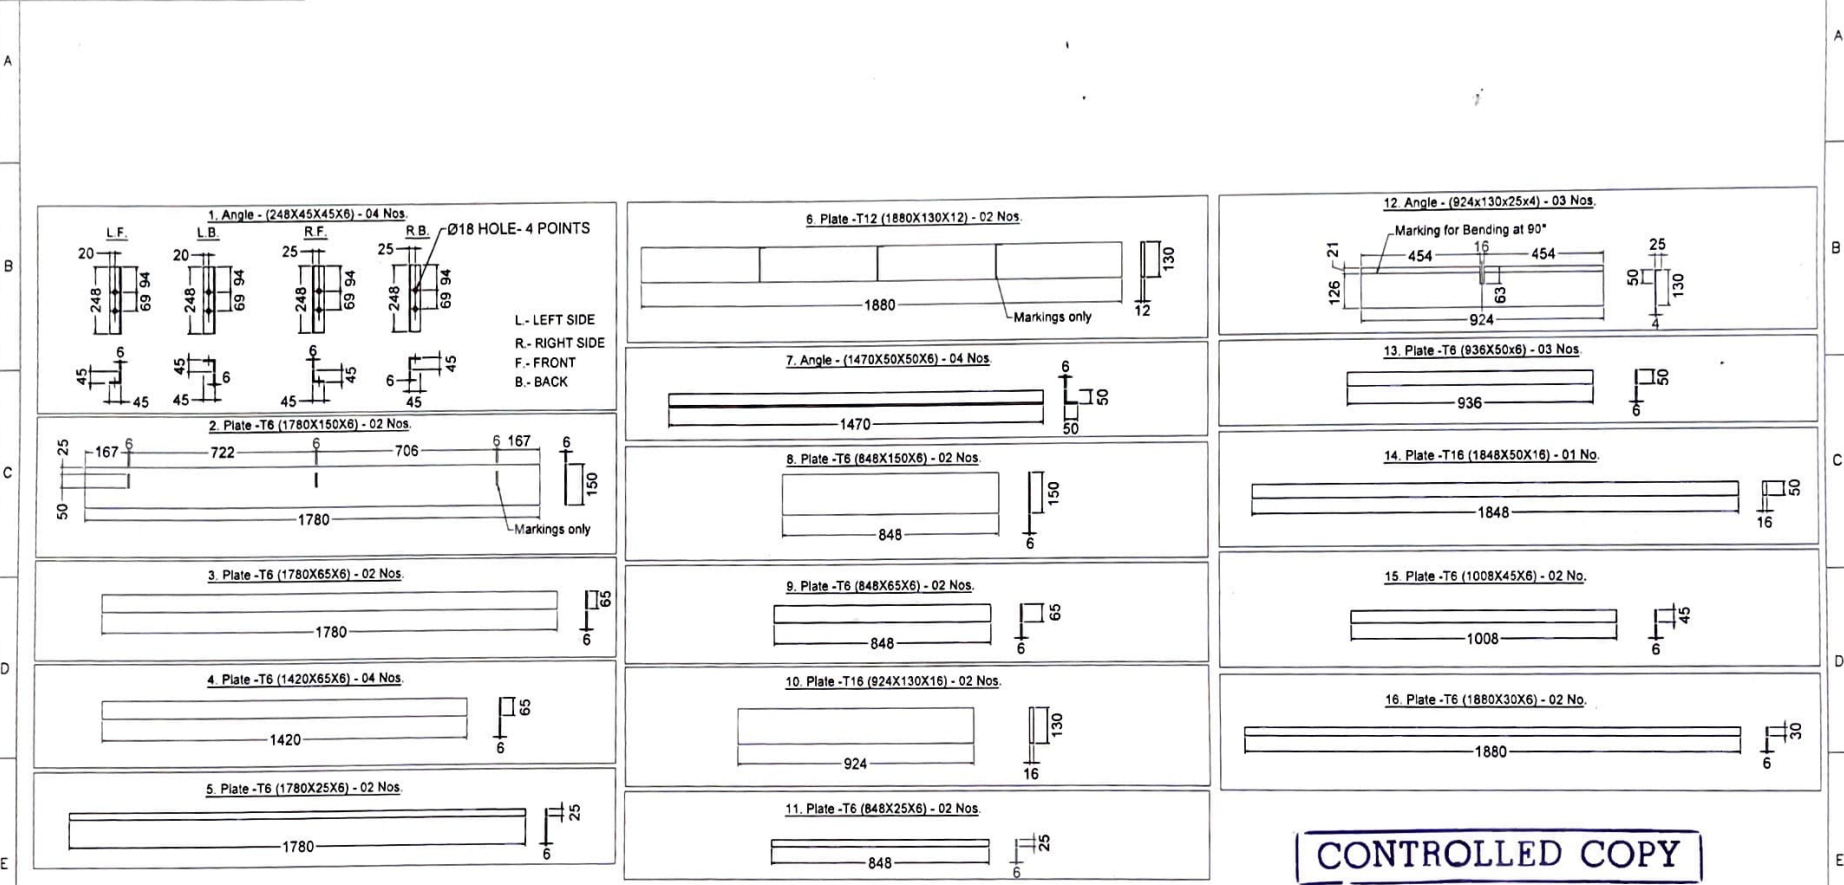 A
A
B
B
C
C
D
D
E
E
1. Angle - (248X45X45X6) - 04 Nos.
L.F.
L.B.
R.F.
R.B.
Ø18 HOLE- 4 POINTS
20
20
25
25
248
94
69
248
94
69
248
94
69
248
94
69
L.- LEFT SIDE
R.- RIGHT SIDE
F.- FRONT
B.- BACK
6
45
45
45
6
45
6
45
45
6
45
45
2. Plate -T6 (1780X150X6) - 02 Nos.
25
167
6
722
6
706
6
167
6
50
150
1780
Markings only
3. Plate -T6 (1780X65X6) - 02 Nos.
65
1780
6
4. Plate -T6 (1420X65X6) - 04 Nos.
65
1420
6
5. Plate -T6 (1780X25X6) - 02 Nos.
25
1780
6
6. Plate -T12 (1880X130X12) - 02 Nos.
130
1880
12
Markings only
7. Angle - (1470X50X50X6) - 04 Nos.
6
50
1470
50
8. Plate -T6 (848X150X6) - 02 Nos.
150
848
6
9. Plate -T6 (848X65X6) - 02 Nos.
65
848
6
10. Plate -T16 (924X130X16) - 02 Nos.
130
924
16
11. Plate -T6 (848X25X6) - 02 Nos.
25
848
6
12. Angle - (924x130x25x4) - 03 Nos.
Marking for Bending at 90°
21
454
16
454
25
126
63
50
130
924
4
13. Plate -T6 (936X50x6) - 03 Nos.
50
936
6
14. Plate -T16 (1848X50X16) - 01 No.
50
1848
16
15. Plate -T6 (1008X45X6) - 02 No.
45
1008
6
16. Plate -T6 (1880X30X6) - 02 No.
30
1880
6
CONTROLLED COPY